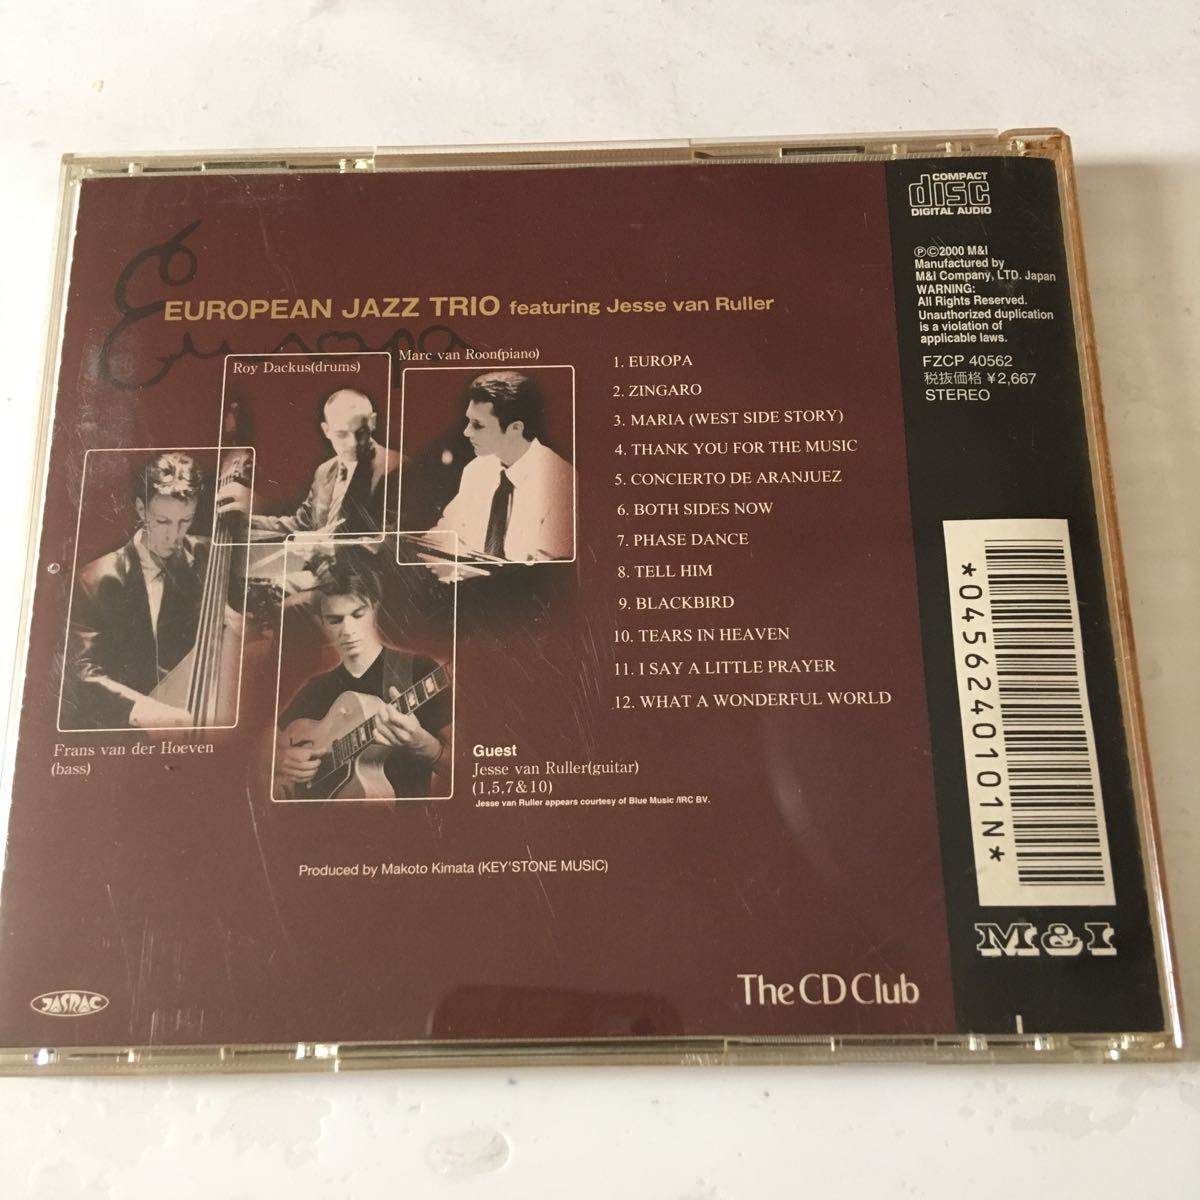 Europa
EUROPEAN JAZZ TRIO featuring Jesse van Ruller
Roy Dackus(drums)
Marc van Roon(piano)
Frans van der Hoeven
(bass)
Guest
Jesse van Ruller(guitar)
(1,5,7&10)
Jesse van Ruller appears courtesy of Blue Music /IRC BV.
1. EUROPA
2. ZINGARO
3. MARIA (WEST SIDE STORY)
4. THANK YOU FOR THE MUSIC
5. CONCIERTO DE ARANJUEZ
6. BOTH SIDES NOW
7. PHASE DANCE
8. TELL HIM
9. BLACKBIRD
10. TEARS IN HEAVEN
11. I SAY A LITTLE PRAYER
12. WHAT A WONDERFUL WORLD
Produced by Makoto Kimata (KEY'STONE MUSIC)
JASRAC
The CD Club
COMPACT
disc
DIGITAL AUDIO
Ⓟ©2000 M&I
Manufactured by
M&I Company, LTD. Japan
WARNING:
All Rights Reserved.
Unauthorized duplication
is a violation of
applicable laws.
FZCP 40562
税抜価格 ¥2,667
STEREO
*0456240101N*
M&I